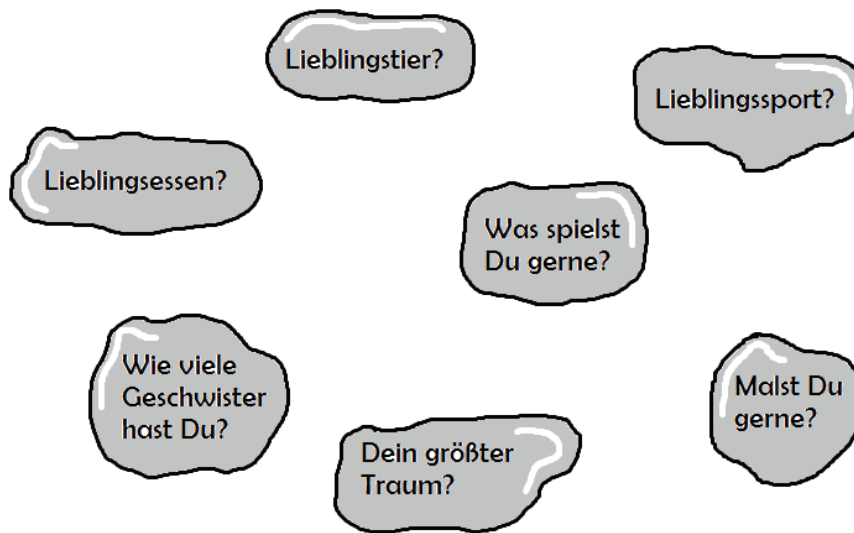 Lieblingstier?
Lieblingssport?
Lieblingsessen?
Was spielst
Du gerne?
Wie viele
Geschwister
hast Du?
Malst Du
gerne?
Dein größter
Traum?